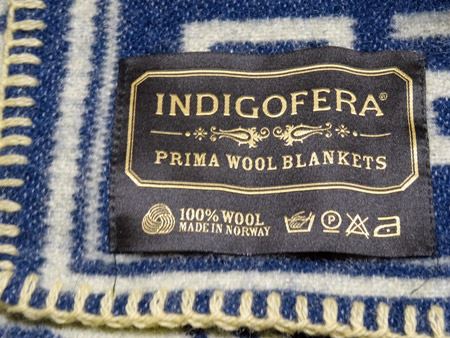 INDIGOFERA®
PRIMA WOOL BLANKETS
100% WOOL
MADE IN NORWAY
P